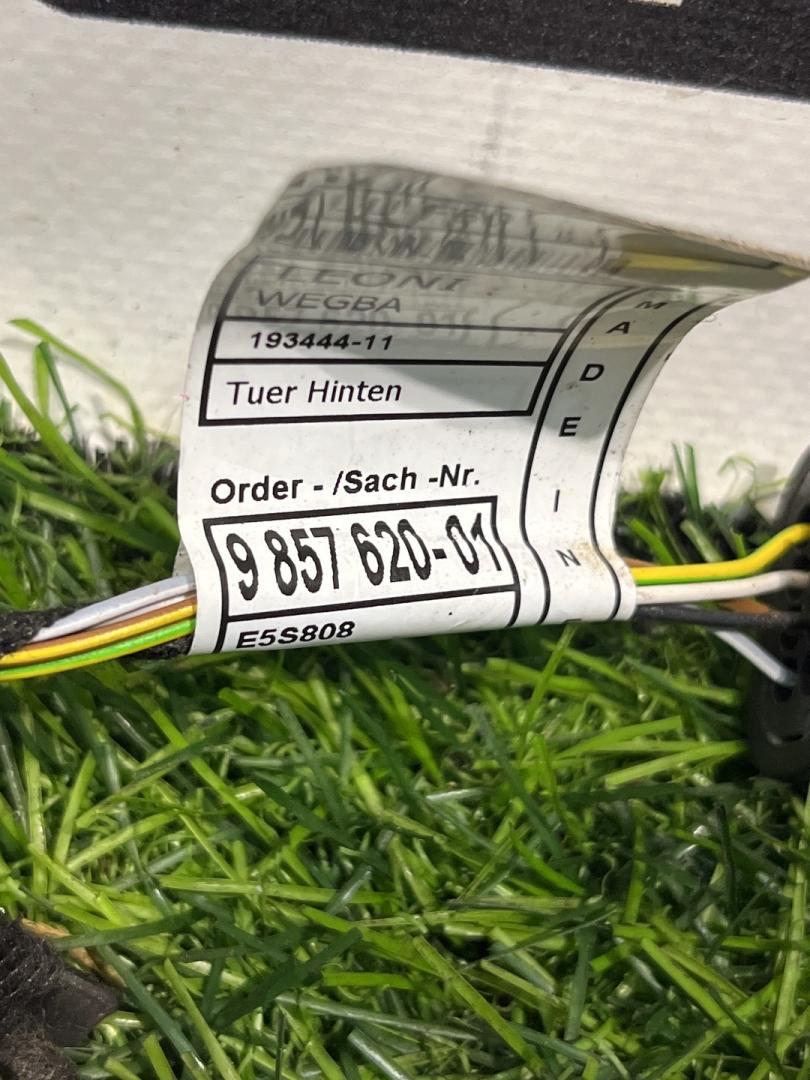 LEONI
WEGBA
193444-11
Tuer Hinten
Order - /Sach -Nr.
9 857 620-01
E5S808
MADE IN